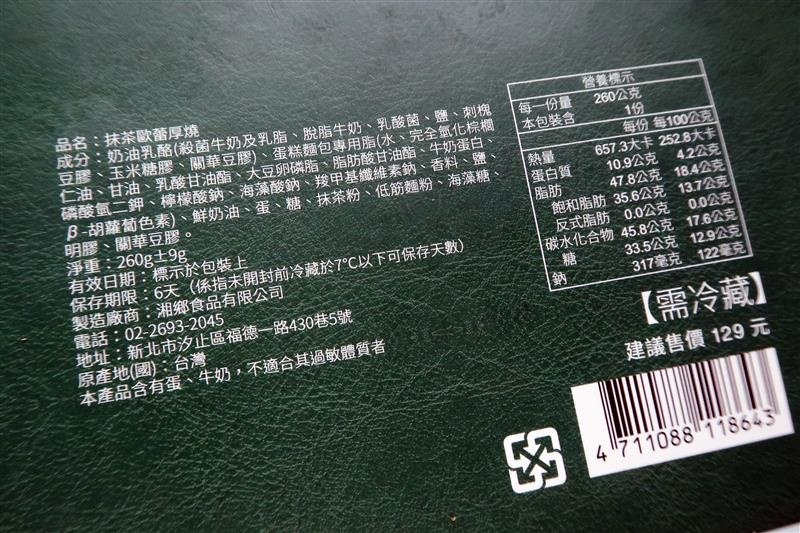 品名：抹茶歐蕾厚燒
成分：奶油乳酪(殺菌牛奶及乳脂、脫脂牛奶、乳酸菌、鹽、刺槐
豆膠、玉米糖膠、關華豆膠)、蛋糕麵包專用脂(水、完全氫化棕櫚
仁油、甘油、乳酸甘油酯、大豆卵磷脂、脂肪酸甘油酯、牛奶蛋白、
磷酸氫二鉀、檸檬酸鈉、海藻酸鈉、羧甲基纖維素鈉、香料、鹽、
β-胡蘿蔔色素)、鮮奶油、蛋、糖、抹茶粉、低筋麵粉、海藻糖、
明膠、關華豆膠。
淨重：260g±9g
有效日期：標示於包裝上
保存期限：6天（係指未開封前冷藏於7°C以下可保存天數）
製造廠商：湘鄉食品有限公司
電話：02-2693-2045
地址：新北市汐止區福德一路430巷5號
原產地(國)：台灣
本產品含有蛋、牛奶，不適合其過敏體質者
營養標示
每一份量 260公克
本包裝含 1份
每份 每100公克
熱量 657.3大卡 252.8大卡
蛋白質 10.9公克 4.2公克
脂肪 47.8公克 18.4公克
飽和脂肪 35.6公克 13.7公克
反式脂肪 0.0公克 0.0公克
碳水化合物 45.8公克 17.6公克
糖 33.5公克 12.9公克
鈉 317毫克 122毫克
【需冷藏】
建議售價 129 元
4 711088 118643